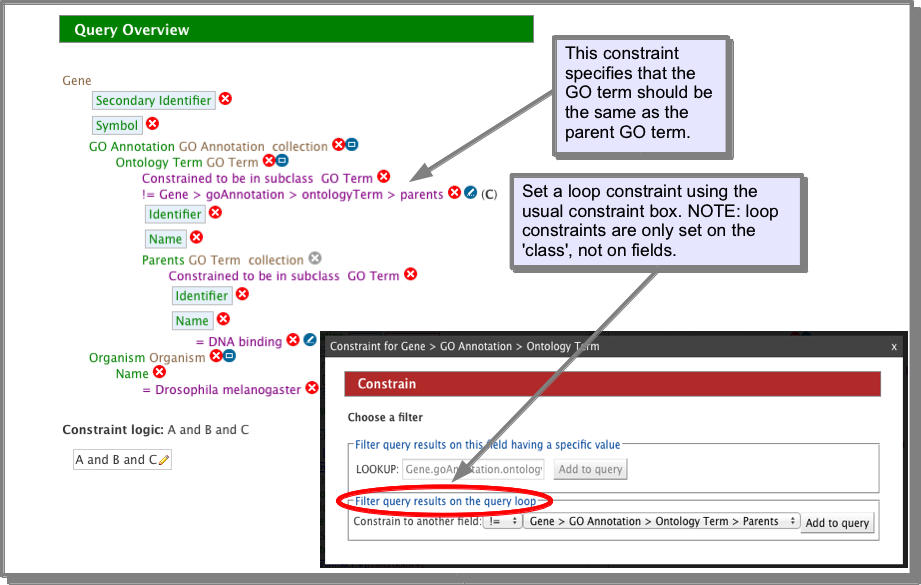 Query Overview
This constraint
specifies that the
GO term should be
the same as the
parent GO term.
Gene
Secondary Identifier
Symbol
GO Annotation GO Annotation collection
Ontology Term GO Term
Constrained to be in subclass GO Term
!= Gene > goAnnotation > ontologyTerm > parents (C)
Identifier
Name
Parents GO Term collection
Constrained to be in subclass GO Term
Identifier
Name
= DNA binding
Organism Organism
Name
= Drosophila melanogaster
Constraint logic: A and B and C
A and B and C
Set a loop constraint using the
usual constraint box. NOTE: loop
constraints are only set on the
'class', not on fields.
Constraint for Gene > GO Annotation > Ontology Term x
Constrain
Choose a filter
Filter query results on this field having a specific value
LOOKUP: Gene.goAnnotation.ontology Add to query
Filter query results on the query loop
Constrain to another field: != Gene > GO Annotation > Ontology Term > Parents Add to query